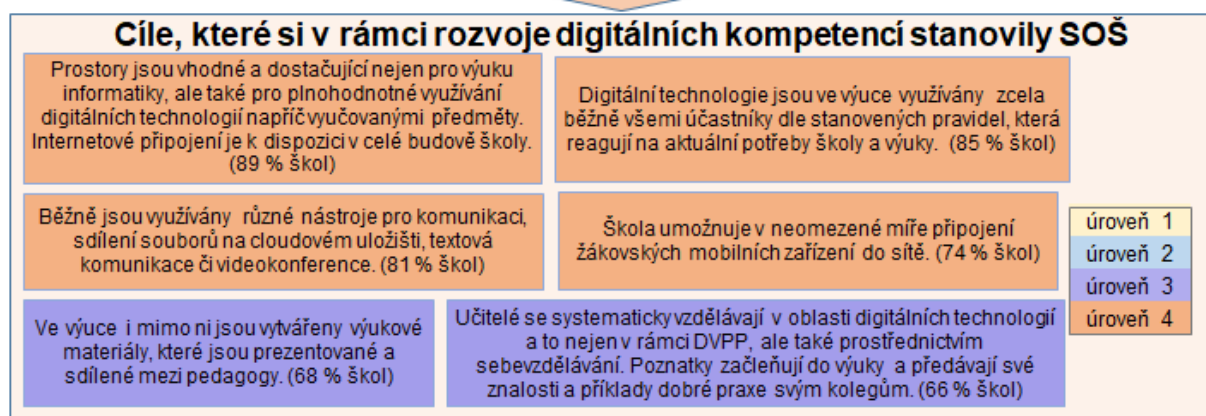 Cíle, které si v rámci rozvoje digitálních kompetencí stanovily SOŠ
Prostory jsou vhodné a dostačující nejen pro výuku
informatiky, ale také pro plnohodnotné využívání
digitálních technologií napříč vyučovanými předměty.
Internetové připojení je k dispozici v celé budově školy.
(89 % škol)
Digitální technologie jsou ve výuce využívány zcela
běžně všemi účastníky dle stanovených pravidel, která
reagují na aktuální potřeby školy a výuky. (85 % škol)
Běžně jsou využívány různé nástroje pro komunikaci,
sdílení souborů na cloudovém uložišti, textová
komunikace či videokonference. (81 % škol)
Škola umožnuje v neomezené míře připojení
žákovských mobilních zařízení do sítě. (74 % škol)
Ve výuce i mimo ni jsou vytvářeny výukové
materiály, které jsou prezentované a
sdílené mezi pedagogy. (68 % škol)
Učitelé se systematicky vzdělávají v oblasti digitálních technologií
a to nejen v rámci DVPP, ale také prostřednictvím
sebevzdělávání. Poznatky začleňují do výuky a předávají své
znalosti a příklady dobré praxe svým kolegům. (66 % škol)
úroveň 1
úroveň 2
úroveň 3
úroveň 4